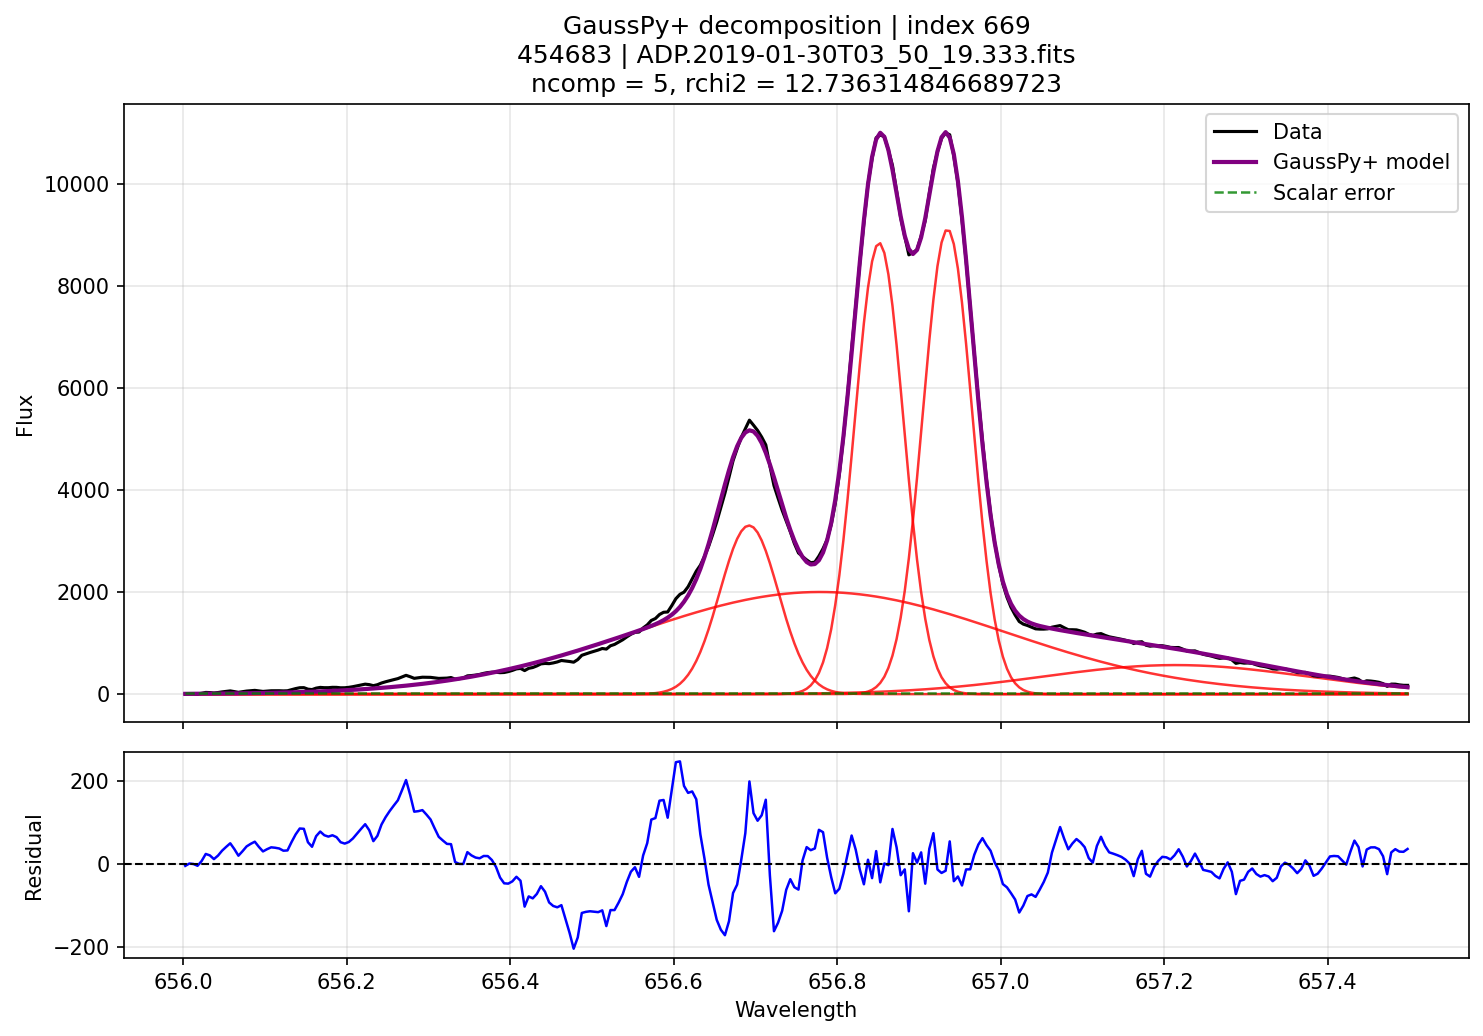 GaussPy+ decomposition | index 669
454683 | ADP.2019-01-30T03_50_19.333.fits
ncomp = 5, rchi2 = 12.736314846689723
Data
GaussPy+ model
Scalar error
Flux
10000
8000
6000
4000
2000
0
Residual
200
0
−200
656.0 656.2 656.4 656.6 656.8 657.0 657.2 657.4
Wavelength